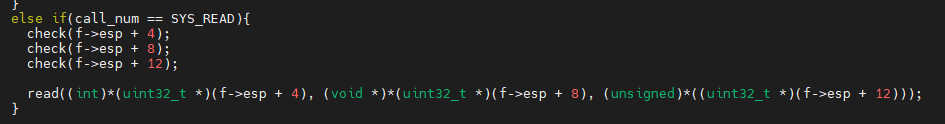 }
else if(call_num == SYS_READ){
check(f->esp + 4);
check(f->esp + 8);
check(f->esp + 12);
read((int)*(uint32_t *)(f->esp + 4), (void *)*(uint32_t *)(f->esp + 8), (unsigned)*((uint32_t *)(f->esp + 12)));
}